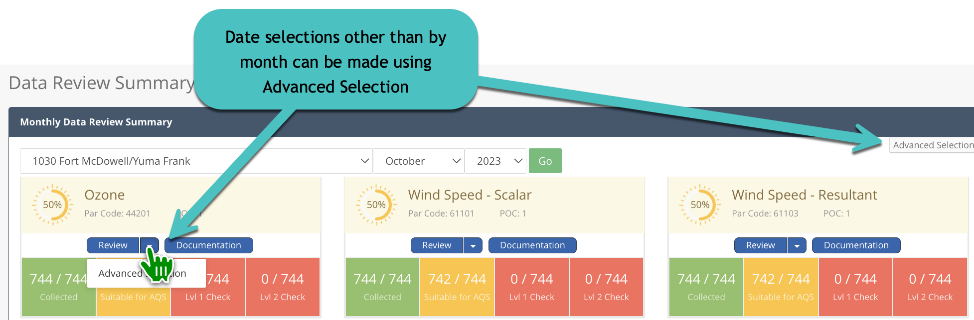 Date selections other than by
month can be made using
Advanced Selection
Data Review Summary
Monthly Data Review Summary
Advanced Selection
1030 Fort McDowell/Yuma Frank October 2023 Go
50% Ozone
Par Code: 44201
Review Documentation
Advanced
744 / 744 744 0 / 744
Collected Suitable for AQS Lvl 1 Check Lvl 2 Check
50% Wind Speed - Scalar
Par Code: 61101 POC: 1
Review Documentation
744 / 744 742 / 744 0 / 744 0 / 744
Collected Suitable for AQS Lvl 1 Check Lvl 2 Check
50% Wind Speed - Resultant
Par Code: 61103 POC: 1
Review Documentation
744 / 744 742 / 744 0 / 744 0 / 744
Collected Suitable for AQS Lvl 1 Check Lvl 2 Check